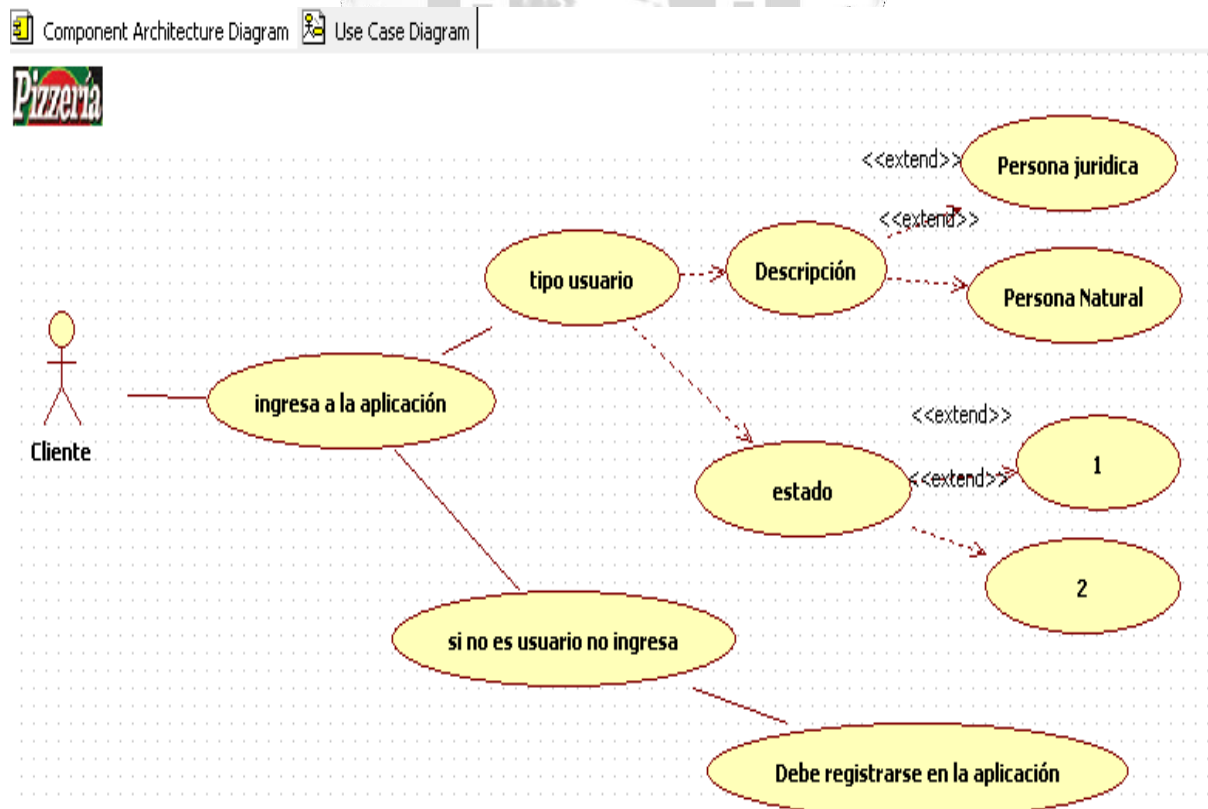 Component Architecture Diagram Use Case Diagram
Pizzería
<<extend>>
Persona juridica
<<extend>>
tipo usuario
Descripción
Persona Natural
ingresa a la aplicación
<<extend>>
Cliente
1
<<extend>>
estado
2
si no es usuario no ingresa
Debe registrarse en la aplicación